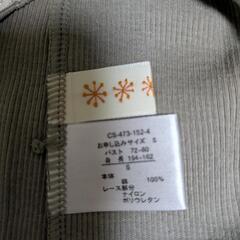 CS-473-152-4
お申し込みサイズ S
バスト 72-80
身長 154-162
S
本体 綿 100%
レース部分
ナイロン
ポリウレタン